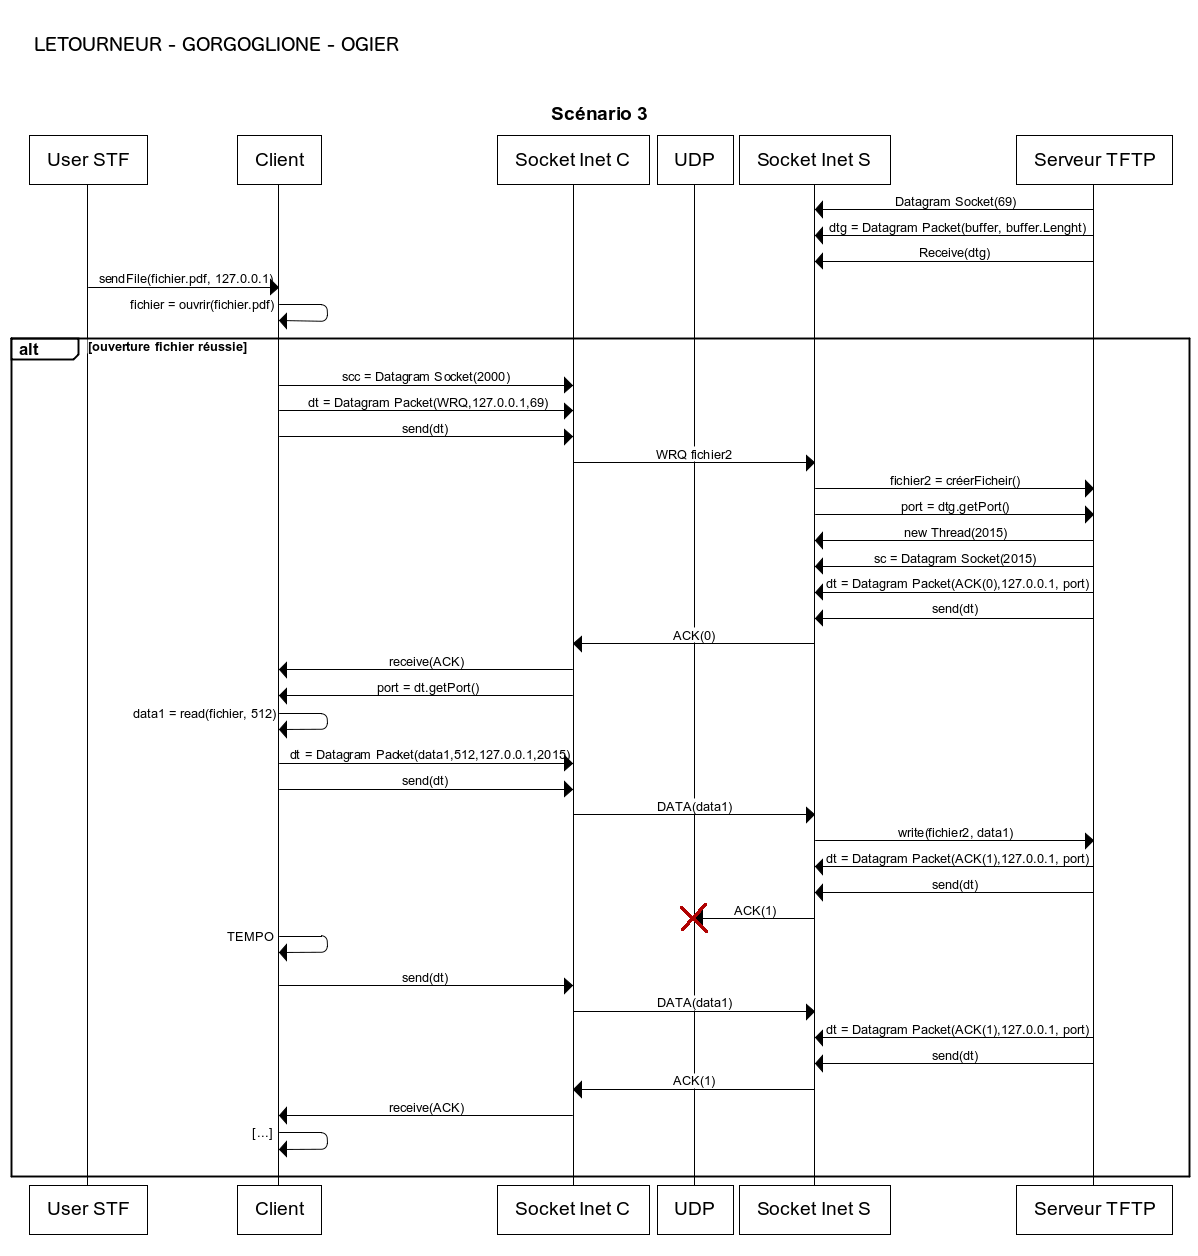 LETOURNEUR - GORGOGLIONE - OGIER
Scénario 3
User STF
Client
Socket Inet C
UDP
Socket Inet S
Serveur TFTP
Datagram Socket(69)
dtg = Datagram Packet(buffer, buffer.Lenght)
Receive(dtg)
sendFile(fichier.pdf, 127.0.0.1)
fichier = ouvrir(fichier.pdf)
alt
[ouverture fichier réussie]
scc = Datagram Socket(2000)
dt = Datagram Packet(WRQ,127.0.0.1,69)
send(dt)
WRQ fichier2
fichier2 = créerFicheir()
port = dtg.getPort()
new Thread(2015)
sc = Datagram Socket(2015)
dt = Datagram Packet(ACK(0),127.0.0.1, port)
send(dt)
ACK(0)
receive(ACK)
port = dt.getPort()
data1 = read(fichier, 512)
dt = Datagram Packet(data1,512,127.0.0.1,2015)
send(dt)
DATA(data1)
write(fichier2, data1)
dt = Datagram Packet(ACK(1),127.0.0.1, port)
send(dt)
ACK(1)
TEMPO
send(dt)
DATA(data1)
dt = Datagram Packet(ACK(1),127.0.0.1, port)
send(dt)
ACK(1)
receive(ACK)
[...]
User STF
Client
Socket Inet C
UDP
Socket Inet S
Serveur TFTP